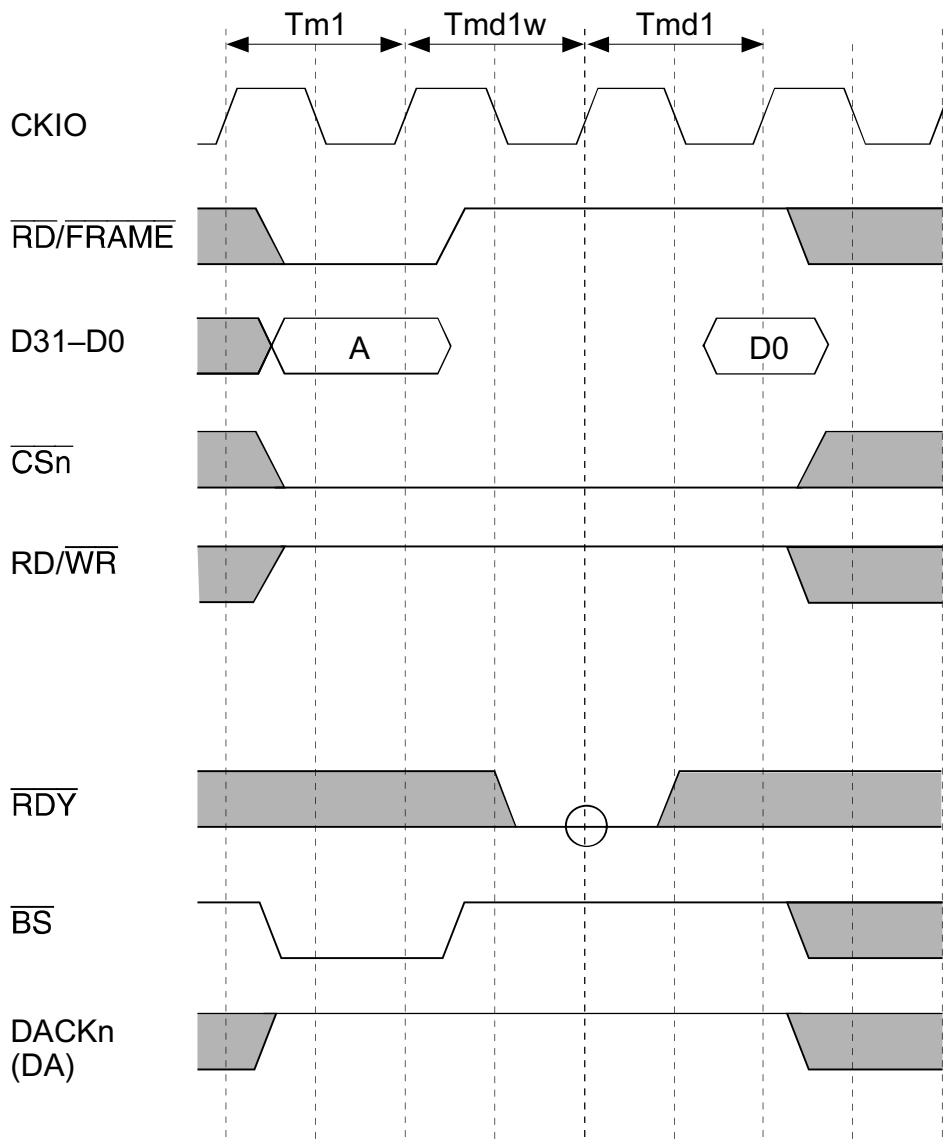 Tm1 Tmd1w Tmd1
CKIO
RD/FRAME
D31–D0
A
D0
CSn
RD/WR
RDY
BS
DACKn
(DA)